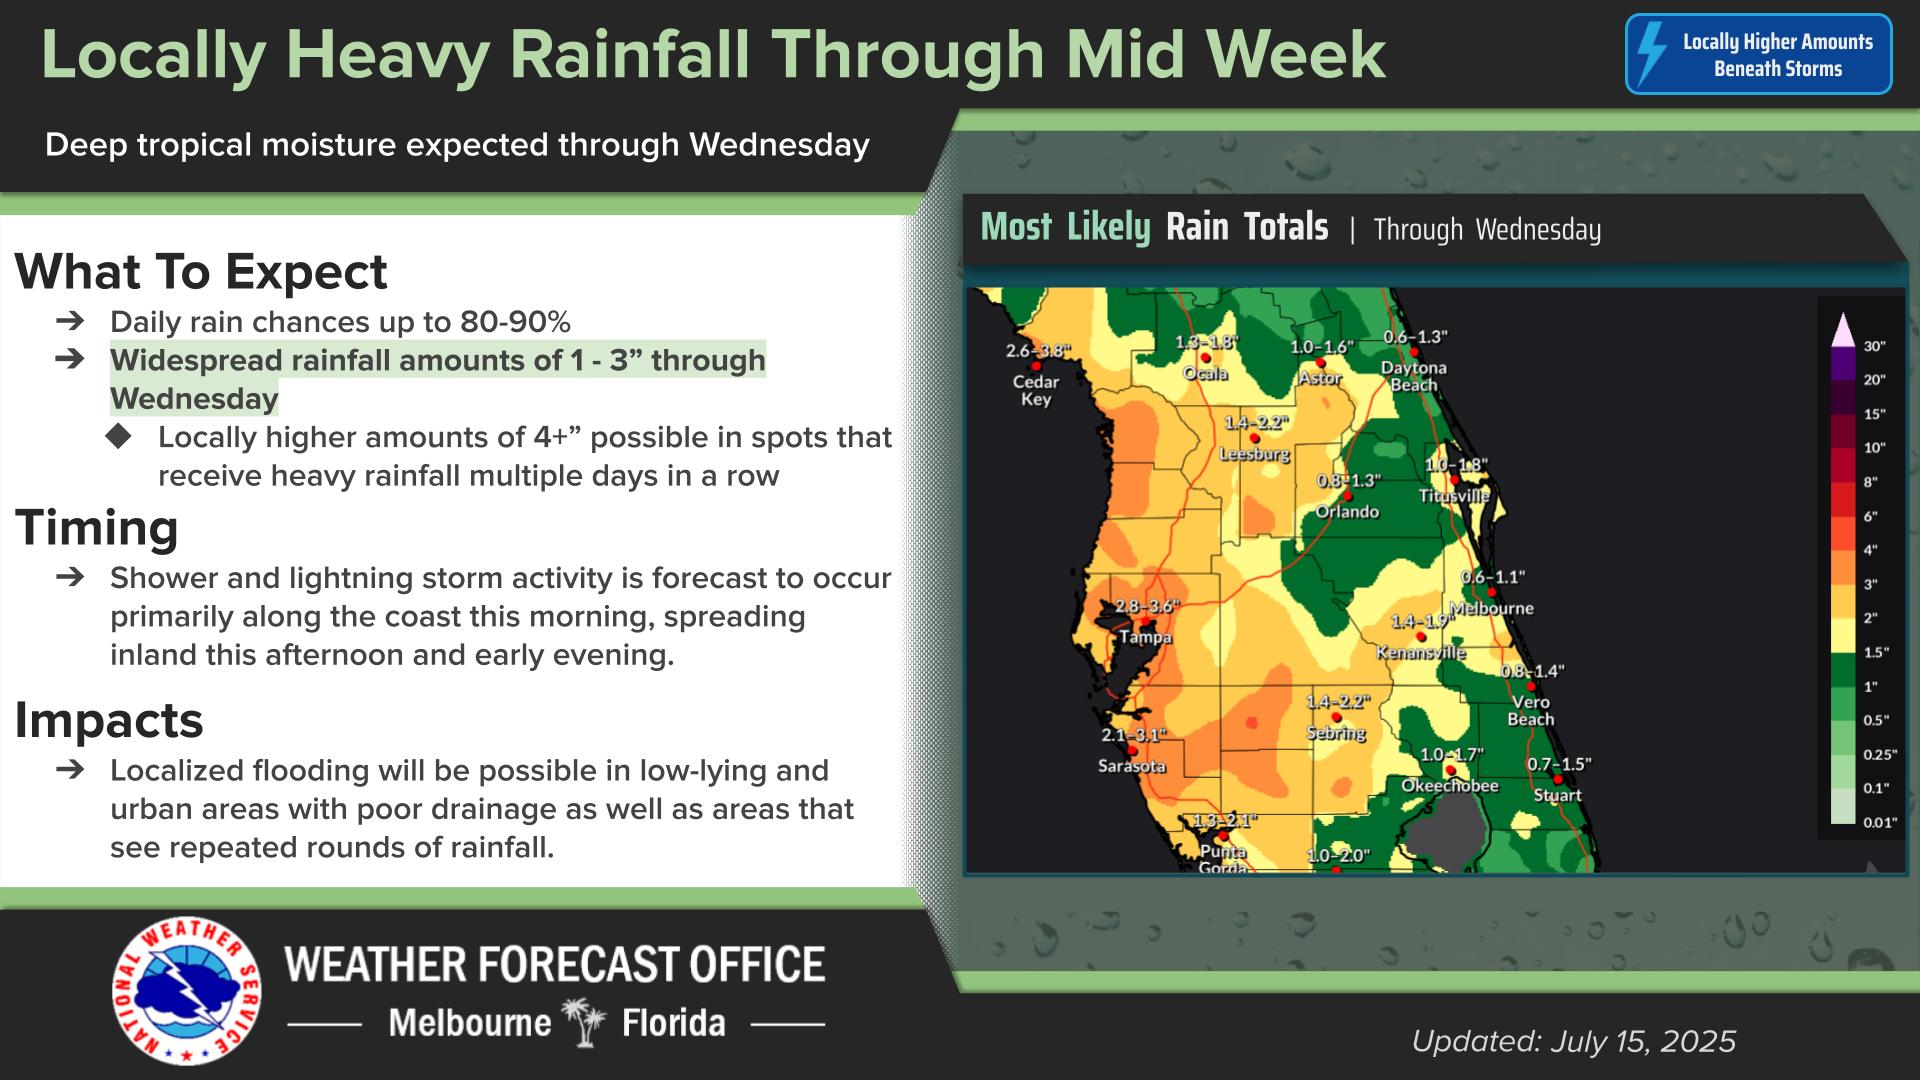 Locally Heavy Rainfall Through Mid Week
Locally Higher Amounts
Beneath Storms
Deep tropical moisture expected through Wednesday
What To Expect
➔ Daily rain chances up to 80-90%
➔ Widespread rainfall amounts of 1 - 3” through
Wednesday
◆ Locally higher amounts of 4+” possible in spots that
receive heavy rainfall multiple days in a row
Timing
➔ Shower and lightning storm activity is forecast to occur
primarily along the coast this morning, spreading
inland this afternoon and early evening.
Impacts
➔ Localized flooding will be possible in low-lying and
urban areas with poor drainage as well as areas that
see repeated rounds of rainfall.
Most Likely Rain Totals | Through Wednesday
2.6–3.8"
Cedar
Key
1.3–1.8"
Ocala
1.0–1.6"
Astor
0.6–1.3"
Daytona
Beach
1.4–2.2"
Leesburg
0.8–1.3"
Orlando
1.0–1.8"
Titusville
0.6–1.1"
Melbourne
2.8–3.6"
Tampa
1.4–1.9"
Kenansville
0.8–1.4"
Vero
Beach
1.4–2.2"
Sebring
2.1–3.1"
Sarasota
1.0–1.7"
Okeechobee
0.7–1.5"
Stuart
1.3–2.1"
Punta
Gorda
1.0–2.0"
30"
20"
15"
10"
8"
6"
4"
3"
2"
1.5"
1"
0.5"
0.25"
0.1"
0.01"
NATIONAL WEATHER SERVICE
WEATHER FORECAST OFFICE
Melbourne Florida
Updated: July 15, 2025